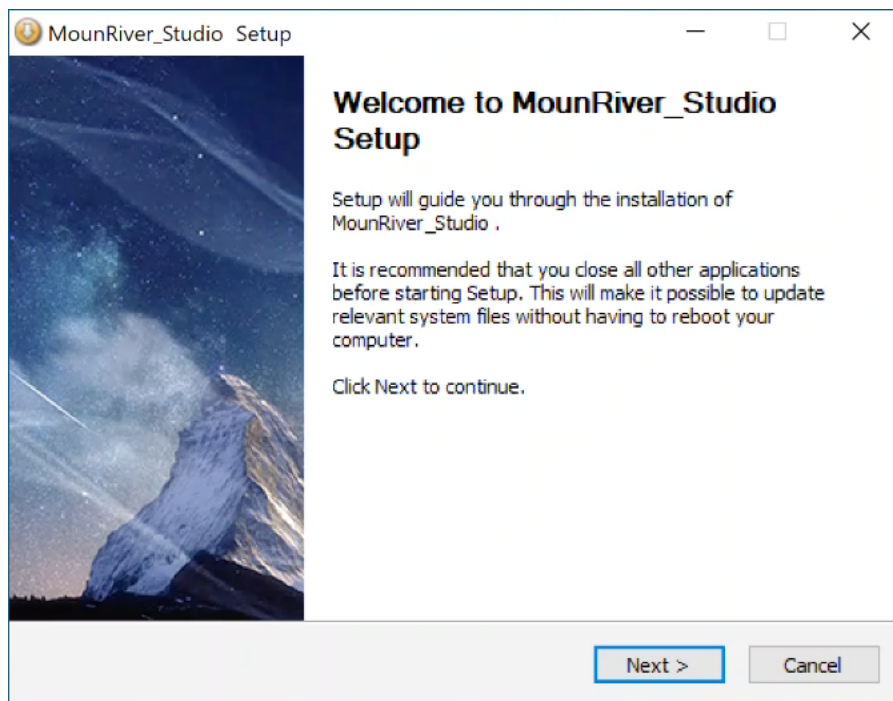 MounRiver_Studio  Setup
Welcome to MounRiver_Studio
Setup
Setup will guide you through the installation of
MounRiver_Studio .
It is recommended that you close all other applications
before starting Setup. This will make it possible to update
relevant system files without having to reboot your
computer.
Click Next to continue.
Next >
Cancel